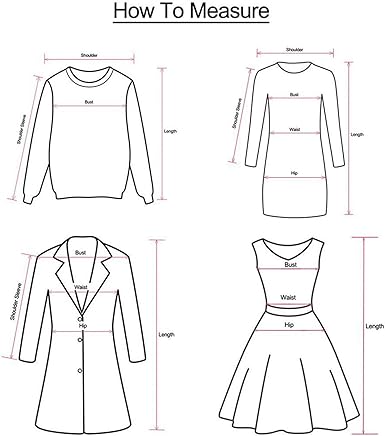 How To Measure
Shoulder
Bust
Shoulder Sleeve
Length
Shoulder
Bust
Waist
Hip
Shoulder Sleeve
Length
Bust
Waist
Hip
Shoulder Sleeve
Length
Bust
Waist
Hip
Length